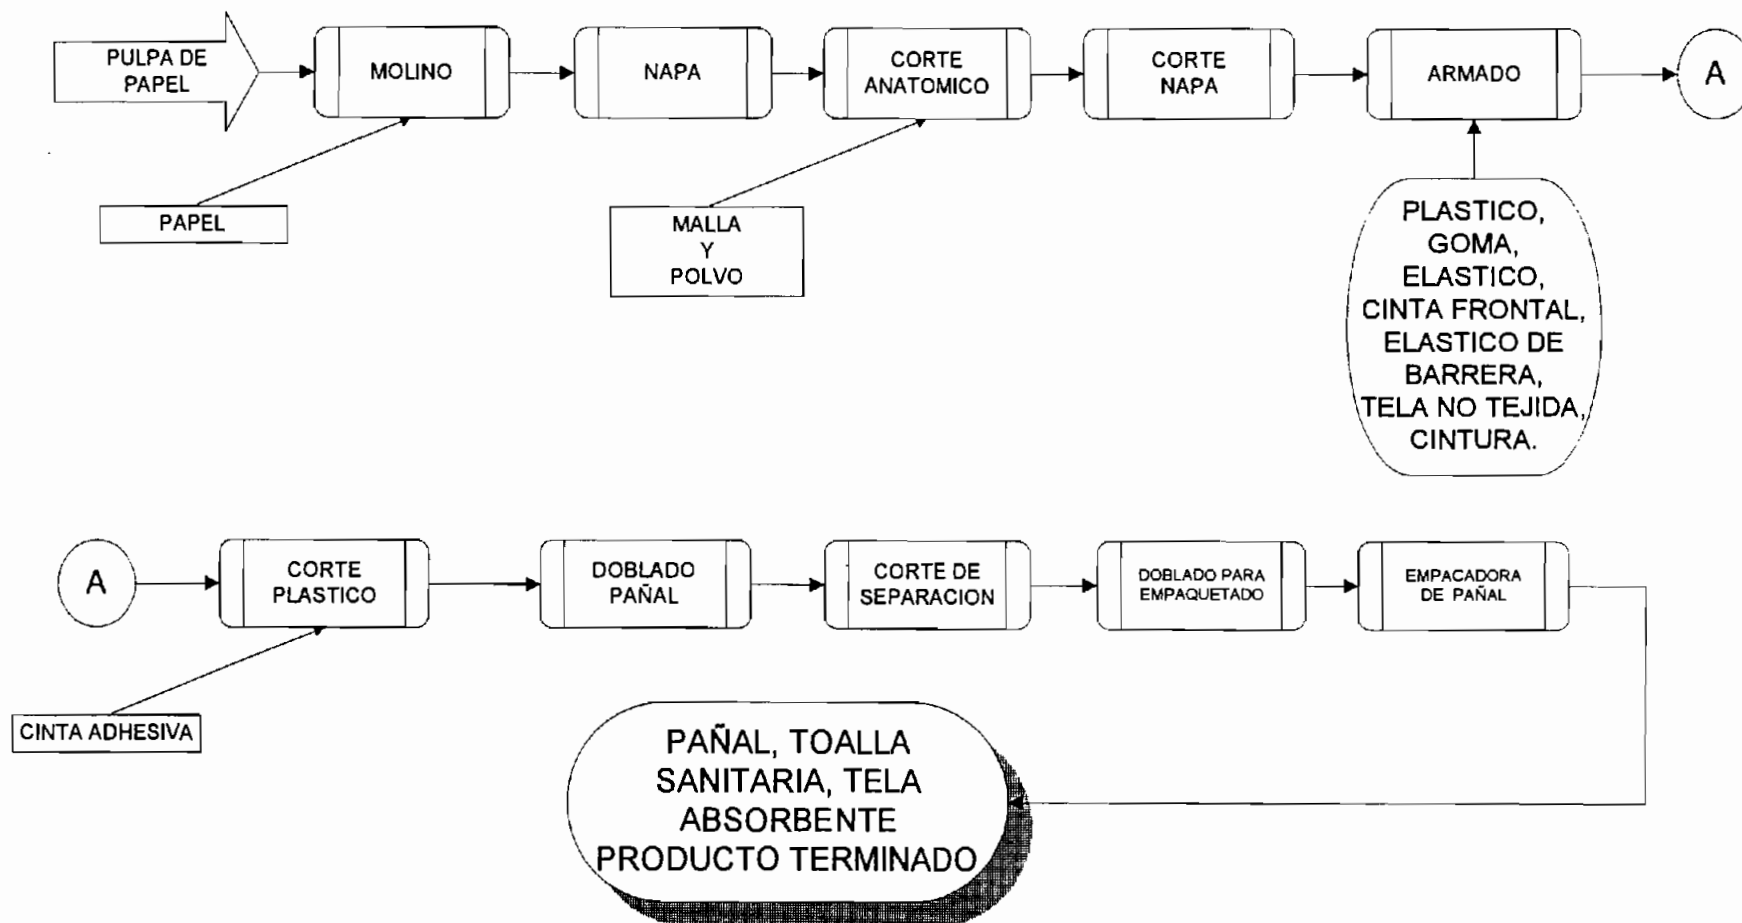 PULPA DE
PAPEL
MOLINO
NAPA
CORTE
ANATOMICO
CORTE
NAPA
ARMADO
A
PAPEL
MALLA
Y
POLVO
PLASTICO,
GOMA,
ELASTICO,
CINTA FRONTAL,
ELASTICO DE
BARRERA,
TELA NO TEJIDA,
CINTURA.
A
CORTE
PLASTICO
DOBLADO
PAÑAL
CORTE DE
SEPARACION
DOBLADO PARA
EMPAQUETADO
EMPACADORA
DE PAÑAL
CINTA ADHESIVA
PAÑAL, TOALLA
SANITARIA, TELA
ABSORBENTE
PRODUCTO TERMINADO